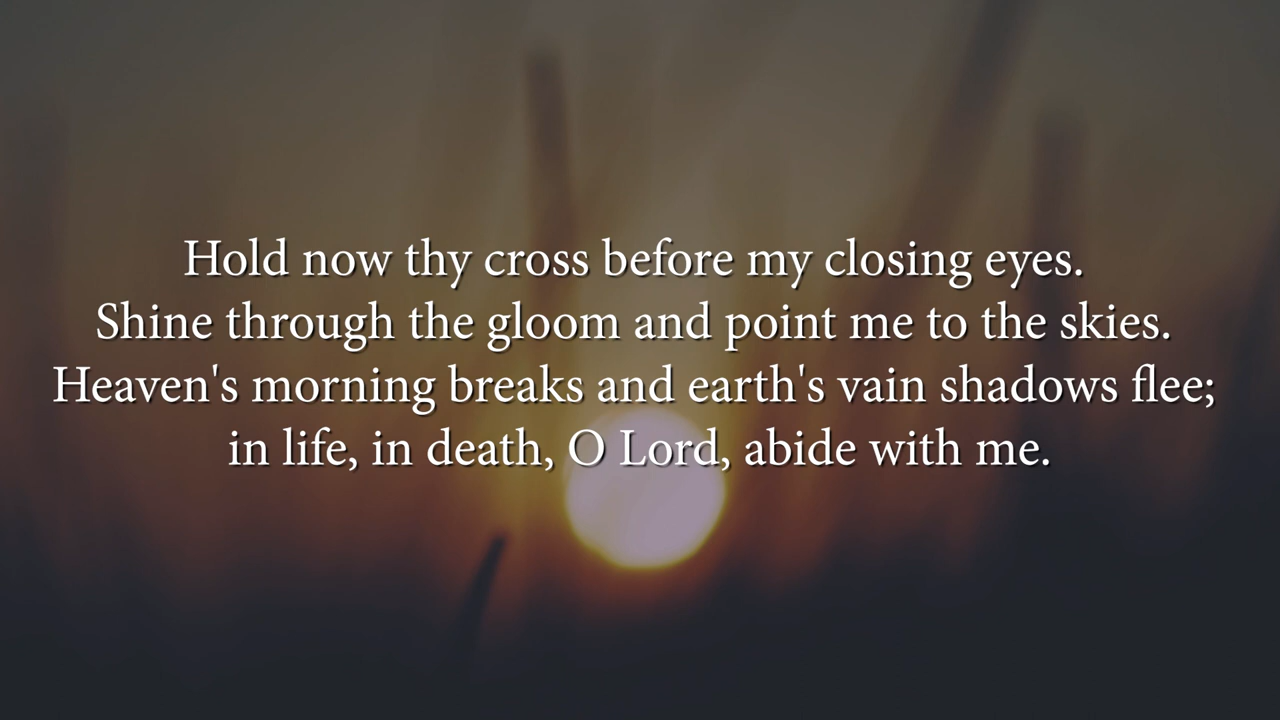 Hold now thy cross before my closing eyes.
Shine through the gloom and point me to the skies.
Heaven's morning breaks and earth's vain shadows flee;
in life, in death, O Lord, abide with me.